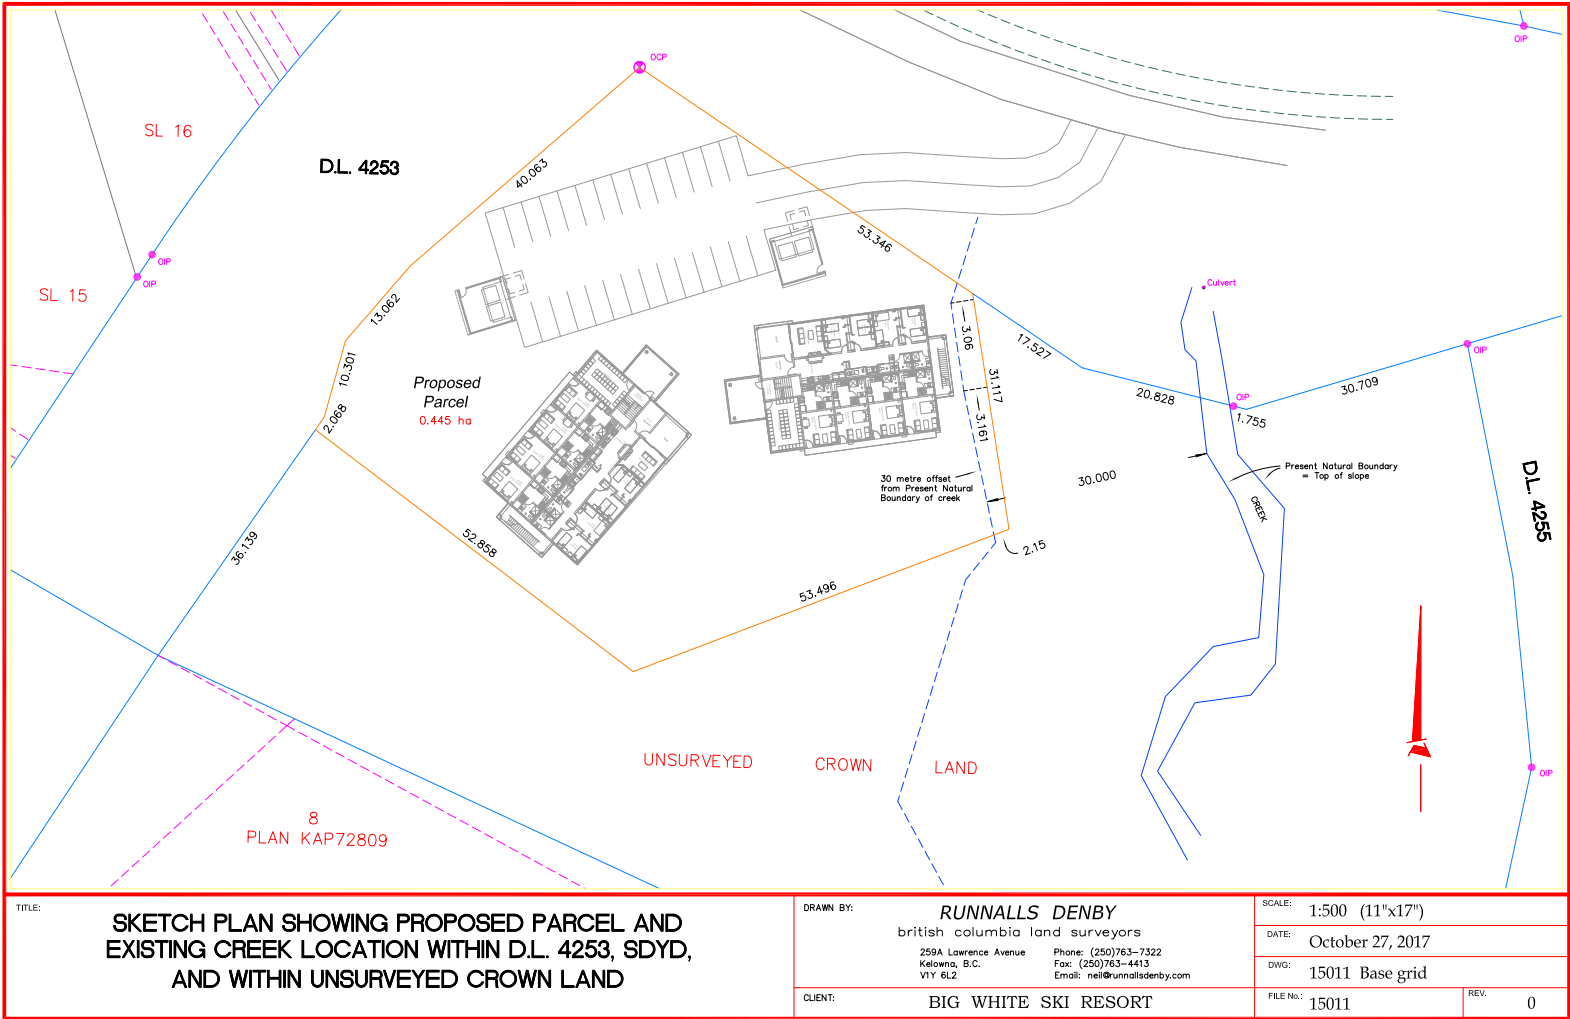 OIP
OCP
SL 16
D.L. 4253
40.063
53.346
OIP
OIP
SL 15
Culvert
13.062
3.06
17.527
10.301
31.117
OIP
Proposed
Parcel
0.445 ha
20.828
OIP
1.755
30.709
2.068
3.161
30 metre offset
from Present Natural
Boundary of creek
30.000
Present Natural Boundary
= Top of slope
CREEK
D.L. 4255
36.139
52.858
2.15
53.496
UNSURVEYED CROWN LAND
OIP
8
PLAN KAP72809
TITLE:
SKETCH PLAN SHOWING PROPOSED PARCEL AND
EXISTING CREEK LOCATION WITHIN D.L. 4253, SDYD,
AND WITHIN UNSURVEYED CROWN LAND
DRAWN BY:
RUNNALLS DENBY
british columbia land surveyors
259A Lawrence Avenue
Kelowna, B.C.
V1Y 6L2
Phone: (250)763-7322
Fax: (250)763-4413
Email: neil@runnallsdenby.com
CLIENT:
BIG WHITE SKI RESORT
SCALE: 1:500 (11"x17")
DATE: October 27, 2017
DWG: 15011 Base grid
FILE No.: 15011
REV. 0